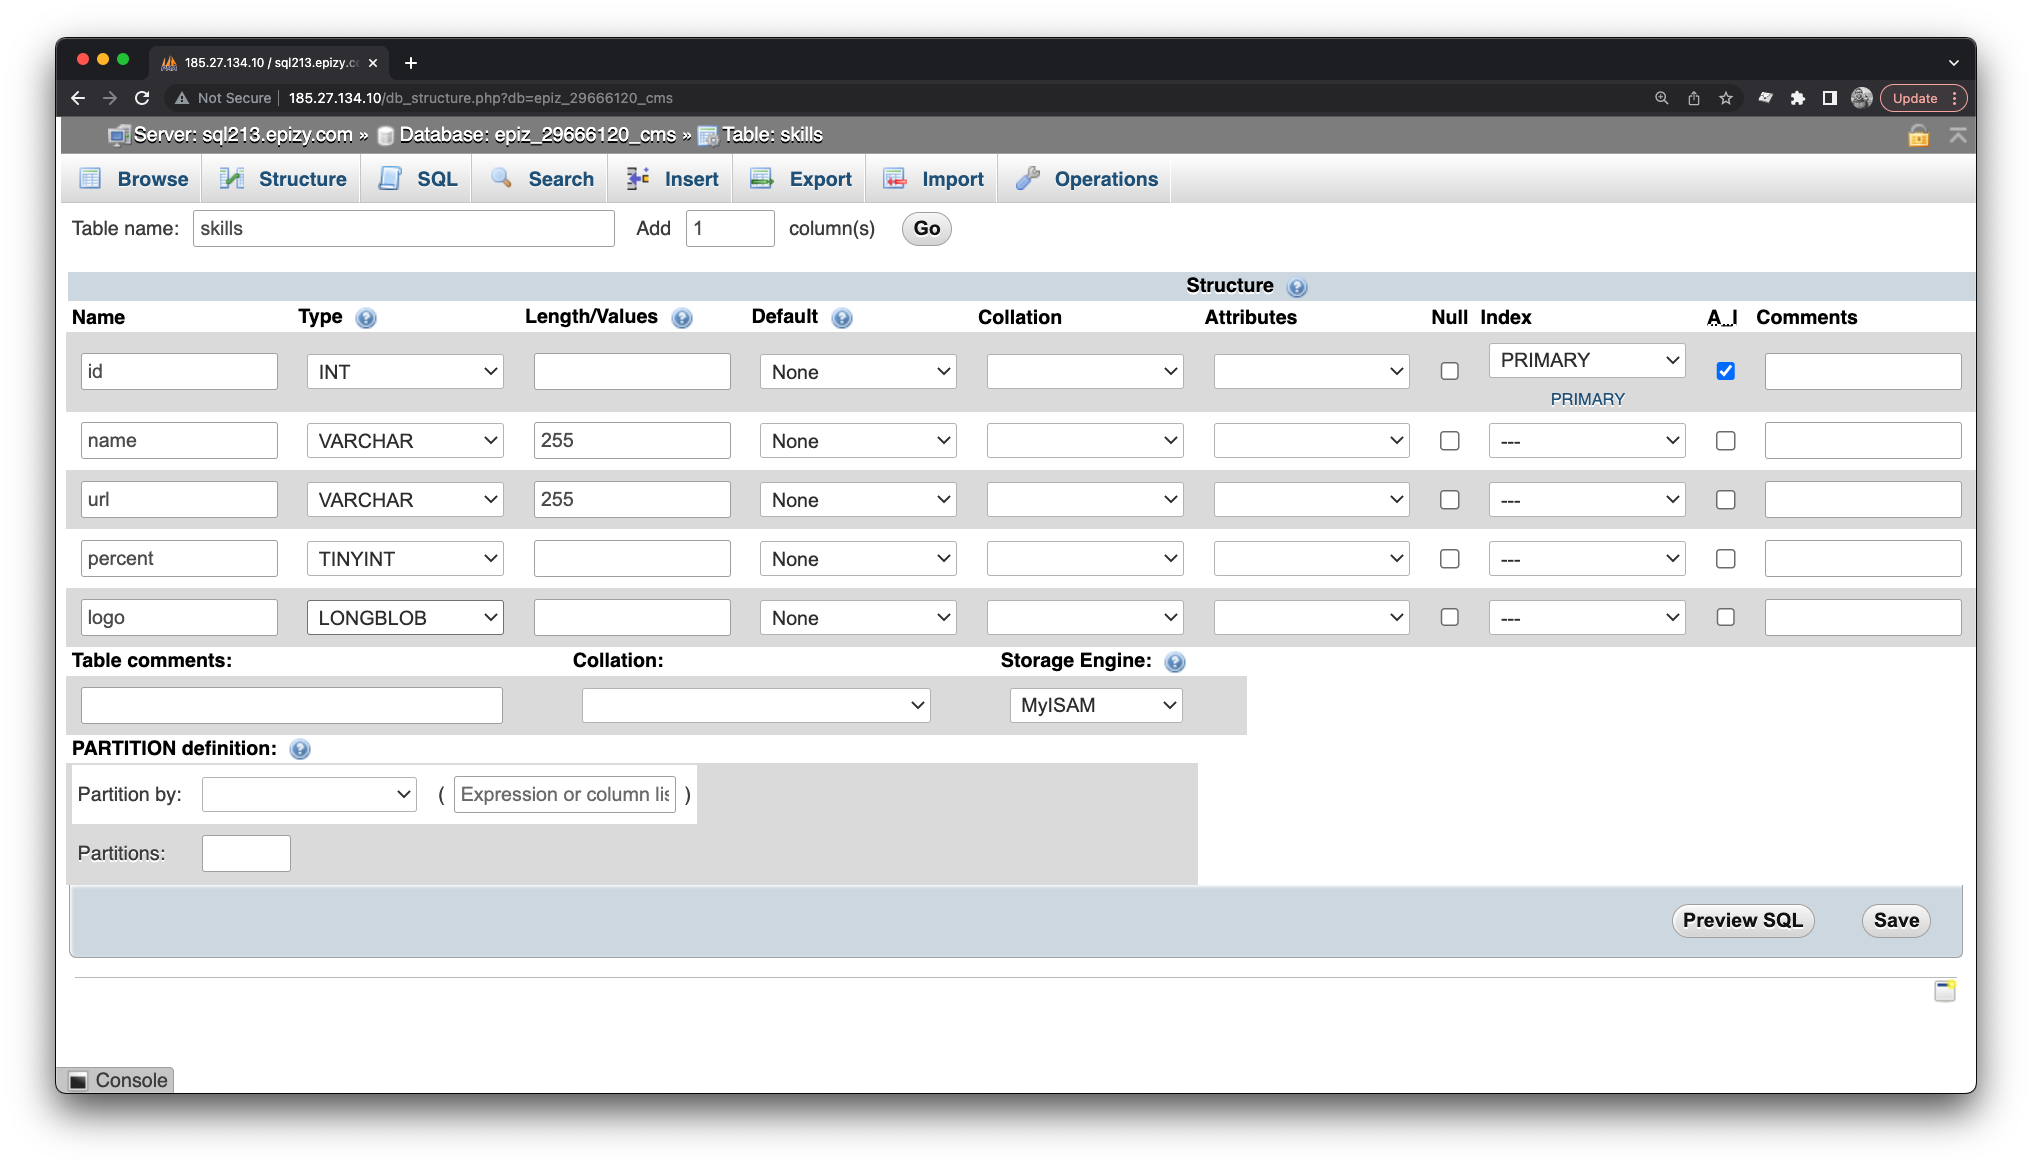 185.27.134.10 / sql213.epizy.co
Not Secure 185.27.134.10/db_structure.php?db=epiz_29666120_cms Update
Server: sql213.epizy.com » Database: epiz_29666120_cms » Table: skills
Browse Structure SQL Search Insert Export Import Operations
Table name: skills Add 1 column(s) Go
Structure
Name Type Length/Values Default Collation Attributes Null Index A_I Comments
id INT None PRIMARY
PRIMARY
name VARCHAR 255 None ---
url VARCHAR 255 None ---
percent TINYINT None ---
logo LONGBLOB None ---
Table comments: Collation: Storage Engine:
MyISAM
PARTITION definition:
Partition by: ( Expression or column lis )
Partitions:
Preview SQL Save
Console